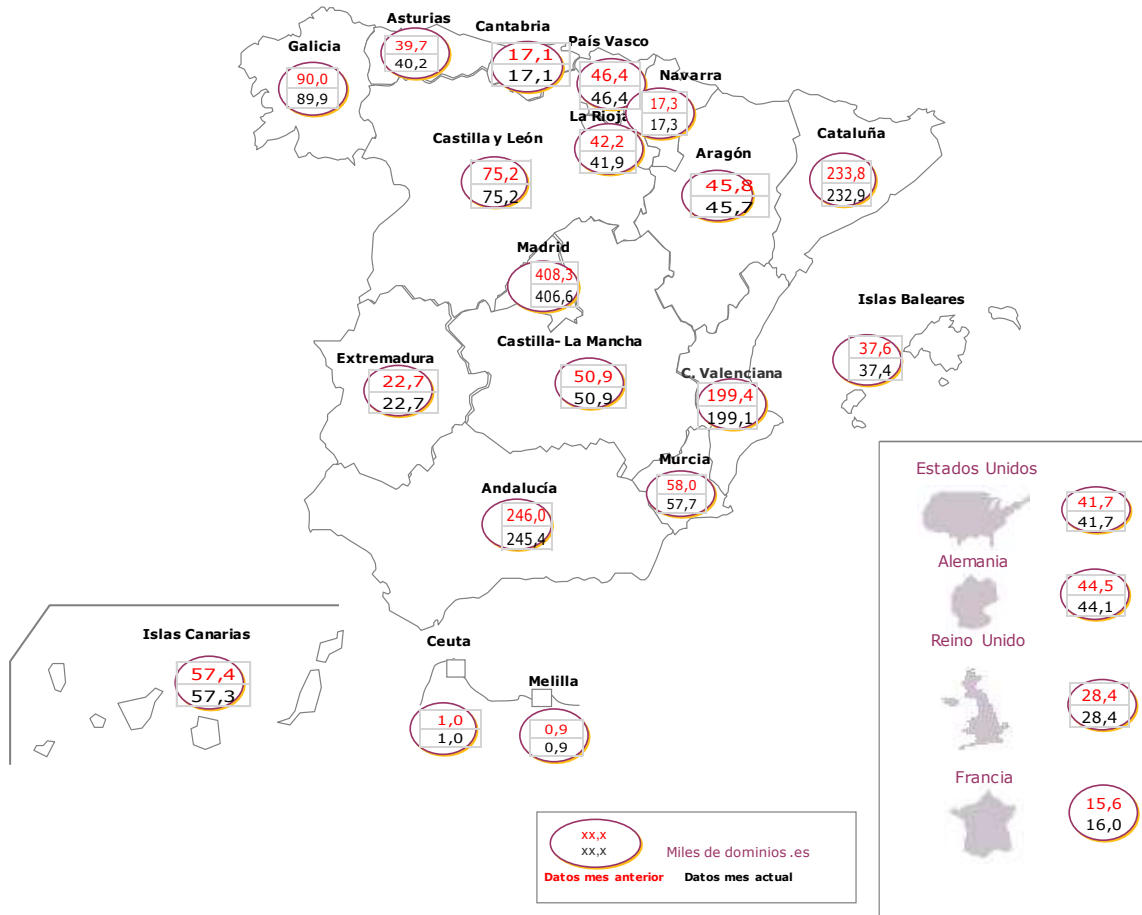 Asturias
39,7
40,2
Cantabria
17,1
17,1
Galicia
90,0
89,9
País Vasco
46,4
46,4
Navarra
17,3
17,3
La Rioja
42,2
41,9
Castilla y León
75,2
75,2
Aragón
45,8
45,7
Cataluña
233,8
232,9
Madrid
408,3
406,6
Islas Baleares
37,6
37,4
Extremadura
22,7
22,7
Castilla- La Mancha
50,9
50,9
C. Valenciana
199,4
199,1
Murcia
58,0
57,7
Andalucía
246,0
245,4
Islas Canarias
57,4
57,3
Ceuta
1,0
1,0
Melilla
0,9
0,9
Estados Unidos
41,7
41,7
Alemania
44,5
44,1
Reino Unido
28,4
28,4
Francia
15,6
16,0
xx,x
xx,x
Miles de dominios .es
Datos mes anterior Datos mes actual